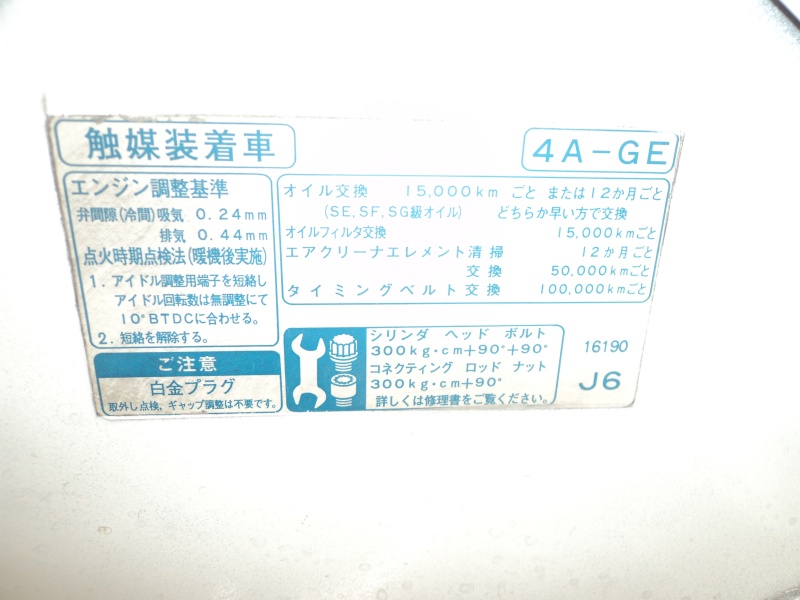 触媒装着車
4A-GE
エンジン調整基準
弁間隙(冷間)吸気 0.24mm
排気 0.44mm
点火時期点検法(暖機後実施)
1. アイドル調整用端子を短絡し
アイドル回転数は無調整にて
10°BTDCに合わせる。
2. 短絡を解除する。
ご注意
白金プラグ
取外し点検、ギャップ調整は不要です。
オイル交換 15,000km ごと または12か月ごと
(SE,SF,SG級オイル) どちらか早い方で交換
オイルフィルタ交換 15,000kmごと
エアクリーナエレメント清掃 12か月ごと
交換 50,000kmごと
タイミングベルト交換 100,000kmごと
シリンダ ヘッド ボルト
300kg・cm+90°+90°
コネクティング ロッド ナット
300kg・cm+90°
詳しくは修理書をご覧ください。
16190
J6